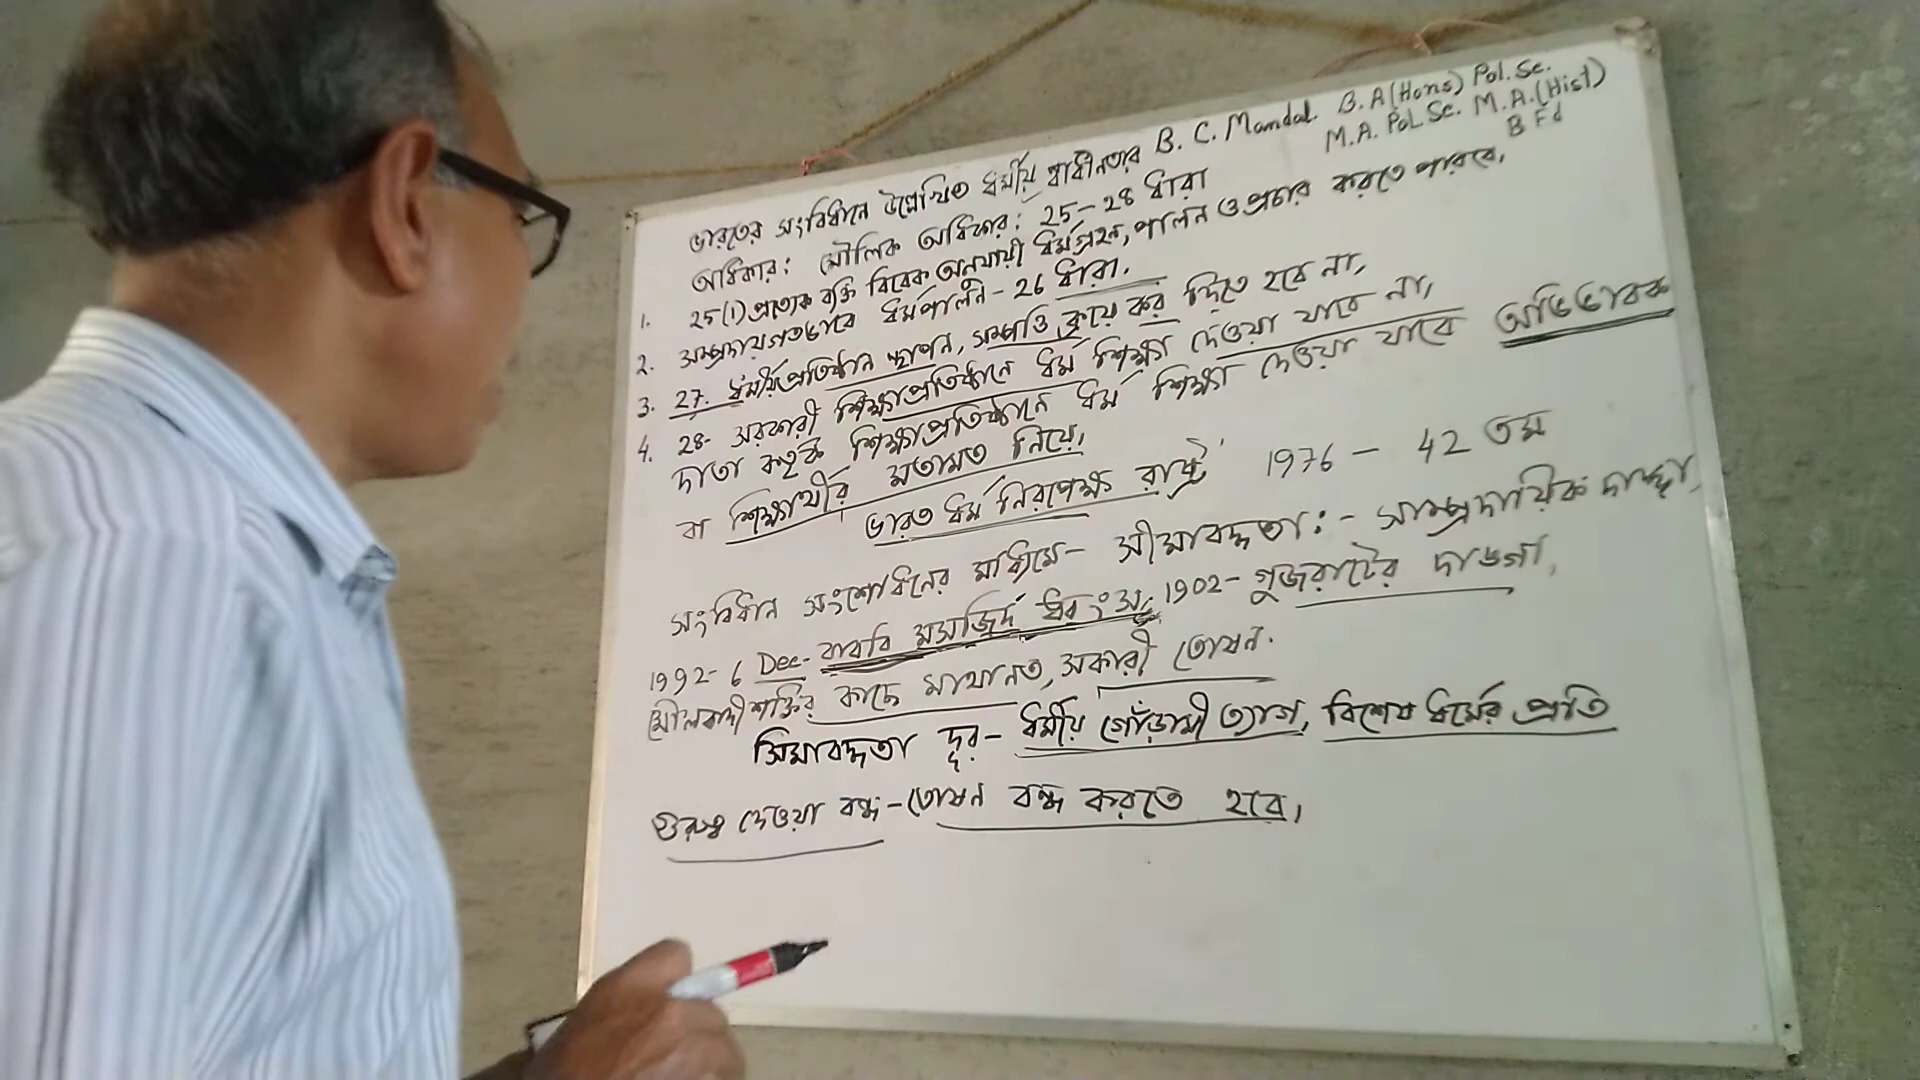 ভারতের সংবিধানে উল্লেখিত ধর্মীয় স্বাধীনতার B. C. Mandal. B.A(Hons) Pol.Sc.
M.A. Pol.Sc. M.A.(Hist)
B Ed
অধিকার: মৌলিক অধিকার: 25-28 ধারা
1. 25(1) প্রত্যেক ব্যক্তি বিবেক অনুযায়ী ধর্মগ্রহন, পালন ও প্রচার করতে পারবে,
2. সম্প্রদায়গতভাবে ধর্মপালন - 26 ধারা.
3. 27. ধর্মীয়প্রতিষ্ঠান স্থাপন, সম্পত্তি ক্রয়ে কর দিতে হবে না,
4. 28- সরকারী শিক্ষাপ্রতিষ্ঠানে ধর্ম শিক্ষা দেওয়া যাবে না,
দাতা কর্তৃক শিক্ষাপ্রতিষ্ঠানে ধর্ম শিক্ষা দেওয়া যাবে অভিভাবক
বা শিক্ষার্থীর মতামত নিয়ে।
ভারত ধর্ম নিরপেক্ষ রাষ্ট্র 1976 - 42 তম
সংবিধান সংশোধনের মাধ্যমে- সীমাবদ্ধতা:- সাম্প্রদায়িক দাঙ্গা,
1992- 6 Dec- বাবরি মসজিদ ধবংস, 1902- গুজরাটের দাঙগা,
মৌলবাদী শক্তির কাছে মাথানত, সকারী তোষন.
সিমাবদ্ধতা দূর- ধর্মীয় গোঁড়ামী ত্যাগ, বিশেষ ধর্মের প্রতি
গুরুত্ব দেওয়া বন্ধ - তোষন বন্ধ করতে হবে।